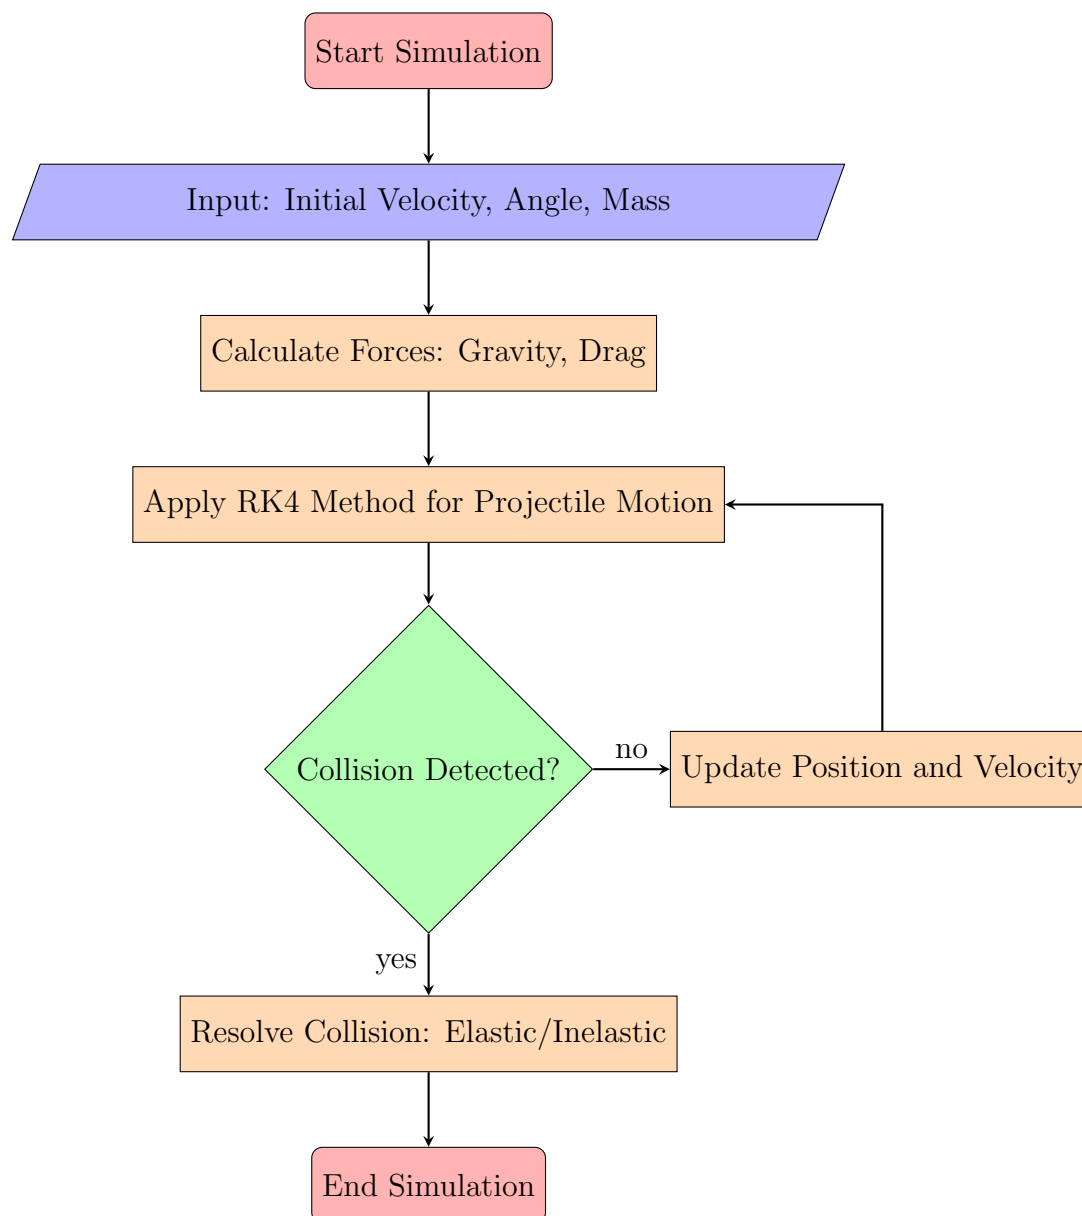 Start Simulation
Input: Initial Velocity, Angle, Mass
Calculate Forces: Gravity, Drag
Apply RK4 Method for Projectile Motion
Collision Detected?
no
Update Position and Velocity
yes
Resolve Collision: Elastic/Inelastic
End Simulation